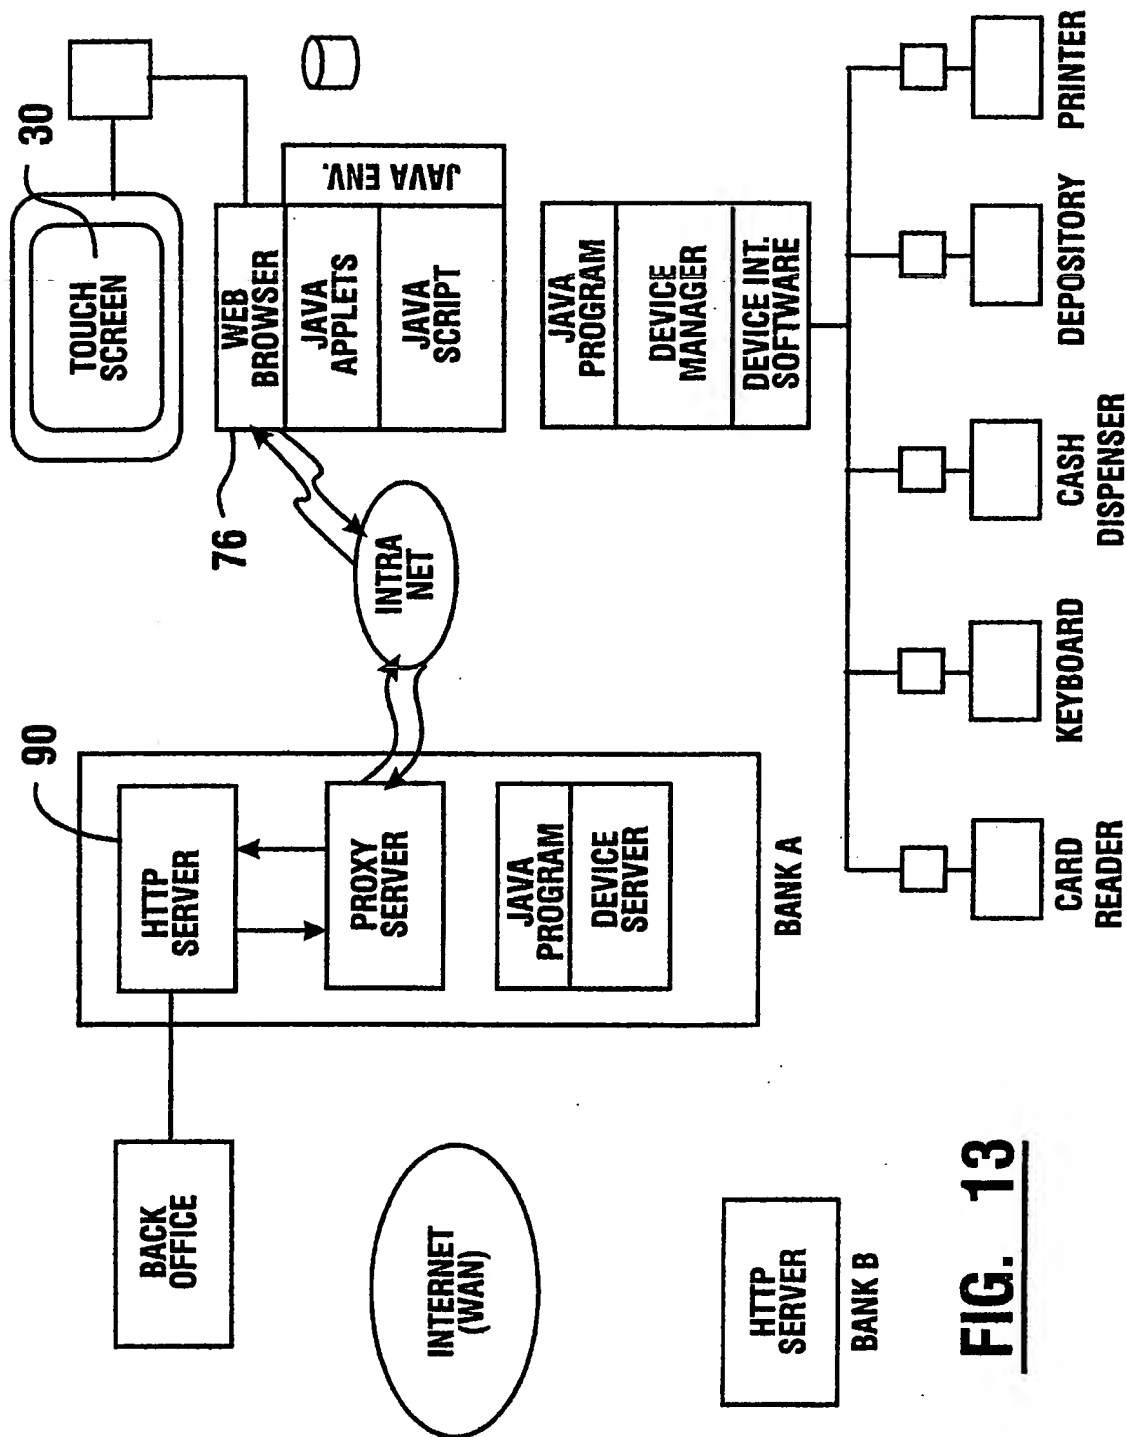 BACK
OFFICE
90
HTTP
SERVER
PROXY
SERVER
JAVA
PROGRAM
DEVICE
SERVER
BANK A
INTERNET
(WAN)
HTTP
SERVER
BANK B
INTRA
NET
30
TOUCH
SCREEN
76
WEB
BROWSER
JAVA
APPLETS
JAVA
SCRIPT
JAVA ENV.
JAVA
PROGRAM
DEVICE
MANAGER
DEVICE INT.
SOFTWARE
CARD
READER
KEYBOARD
CASH
DISPENSER
DEPOSITORY
PRINTER
FIG. 13